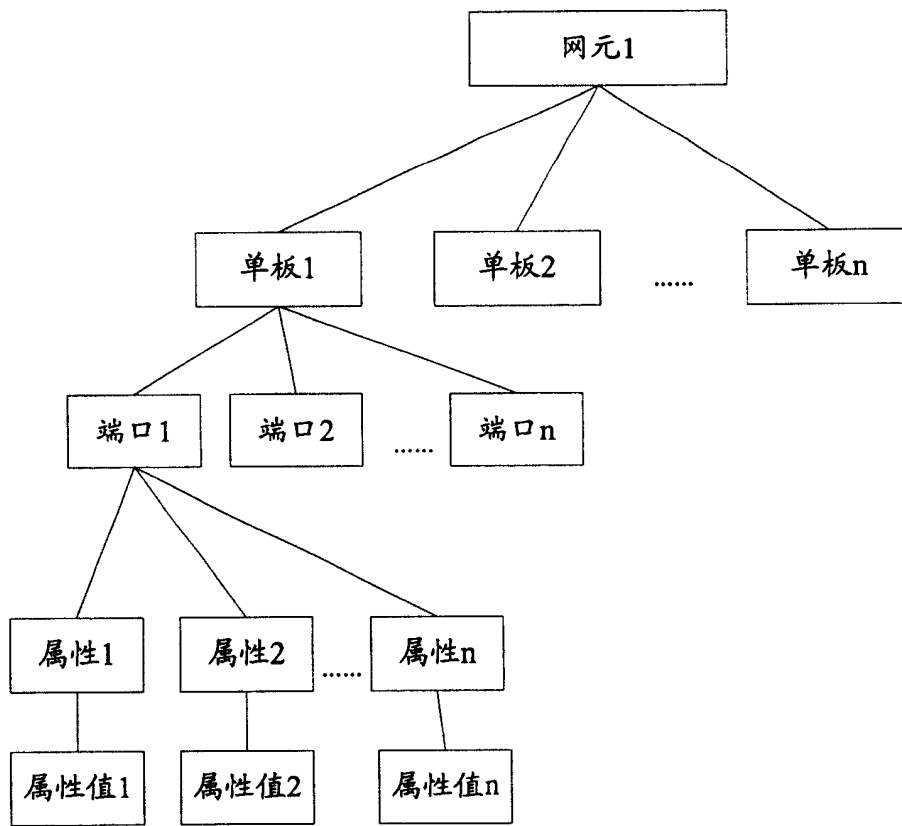 网元1
单板1
单板2
......
单板n
端口1
端口2
......
端口n
属性1
属性2
......
属性n
属性值1
属性值2
属性值n